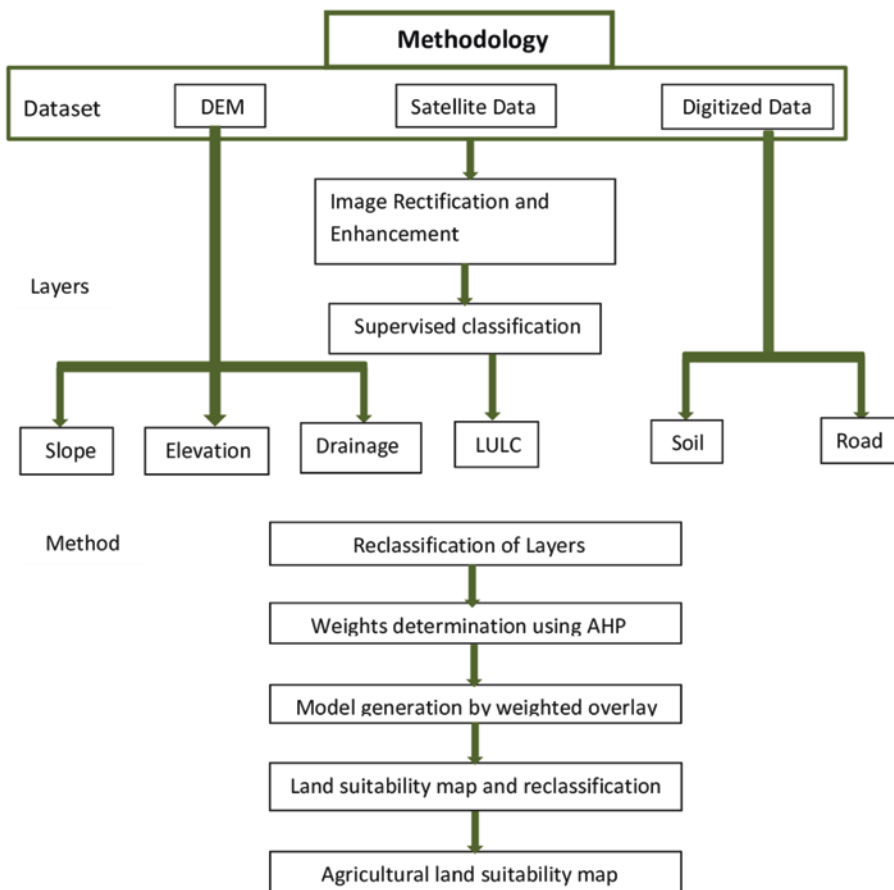 Methodology
Dataset
DEM
Satellite Data
Digitized Data
Image Rectification and
Enhancement
Layers
Supervised classification
Slope
Elevation
Drainage
LULC
Soil
Road
Method
Reclassification of Layers
Weights determination using AHP
Model generation by weighted overlay
Land suitability map and reclassification
Agricultural land suitability map